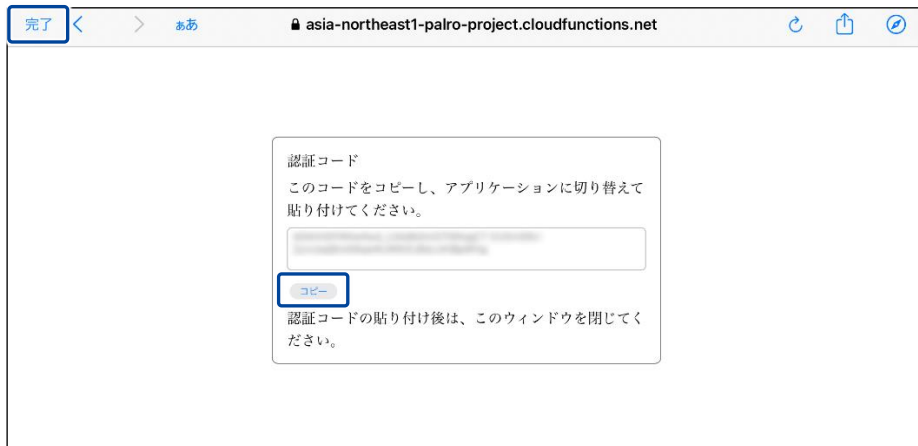 完了
ぁあ
asia-northeast1-palro-project.cloudfunctions.net
認証コード
このコードをコピーし、アプリケーションに切り替えて
貼り付けてください。
コピー
認証コードの貼り付け後は、このウィンドウを閉じてく
ださい。